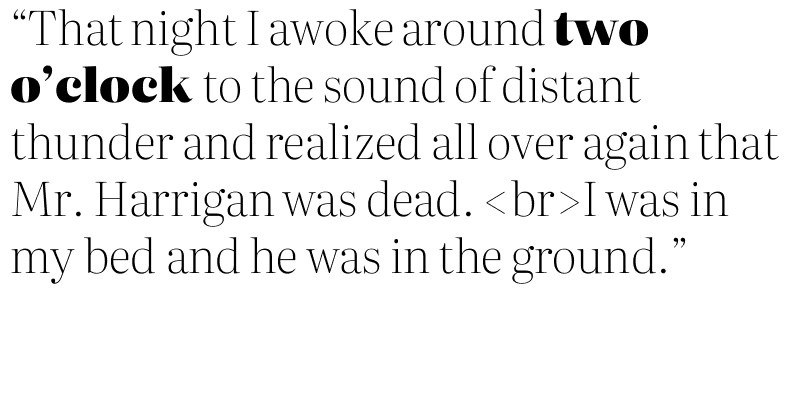 “That night I awoke around two
o’clock to the sound of distant
thunder and realized all over again that
Mr. Harrigan was dead. <br>I was in
my bed and he was in the ground.”